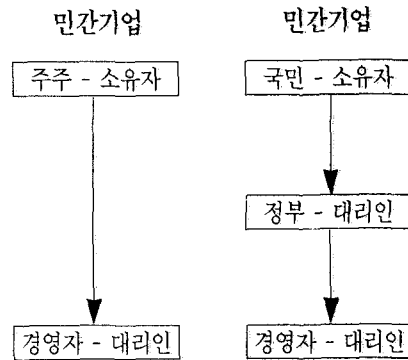 민간기업
주주 - 소유자
경영자 - 대리인
민간기업
국민 - 소유자
정부 - 대리인
경영자 - 대리인